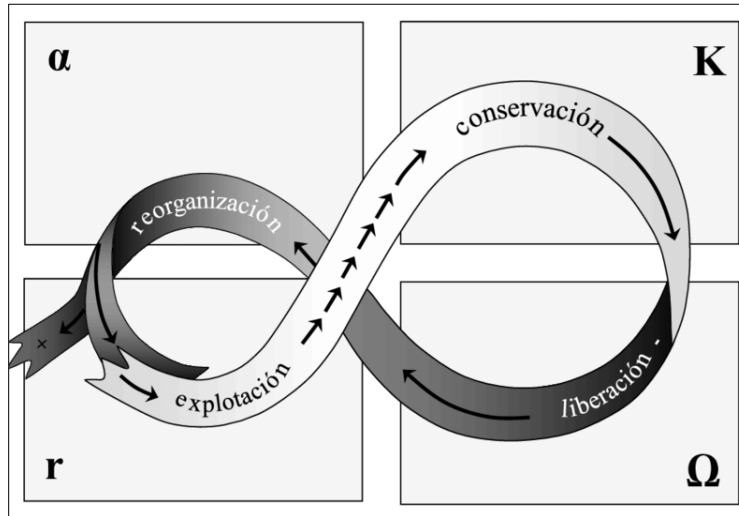 α
K
conservación
reorganización
+
explotación
liberación -
r
Ω